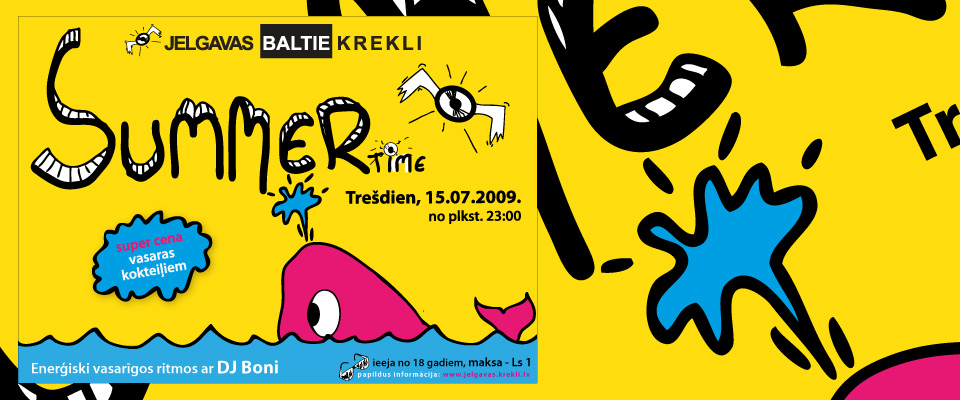 JELGAVAS BALTIE KREKLI
SUMMER
TIME
Trešdien, 15.07.2009.
no plkst. 23:00
super cena
vasaras
kokteiļiem
Enerģiski vasarīgos ritmos ar DJ Boni
ieeja no 18 gadiem, maksa - Ls 1
papildus informācija: www.jelgavas.krekli.lv
Tr